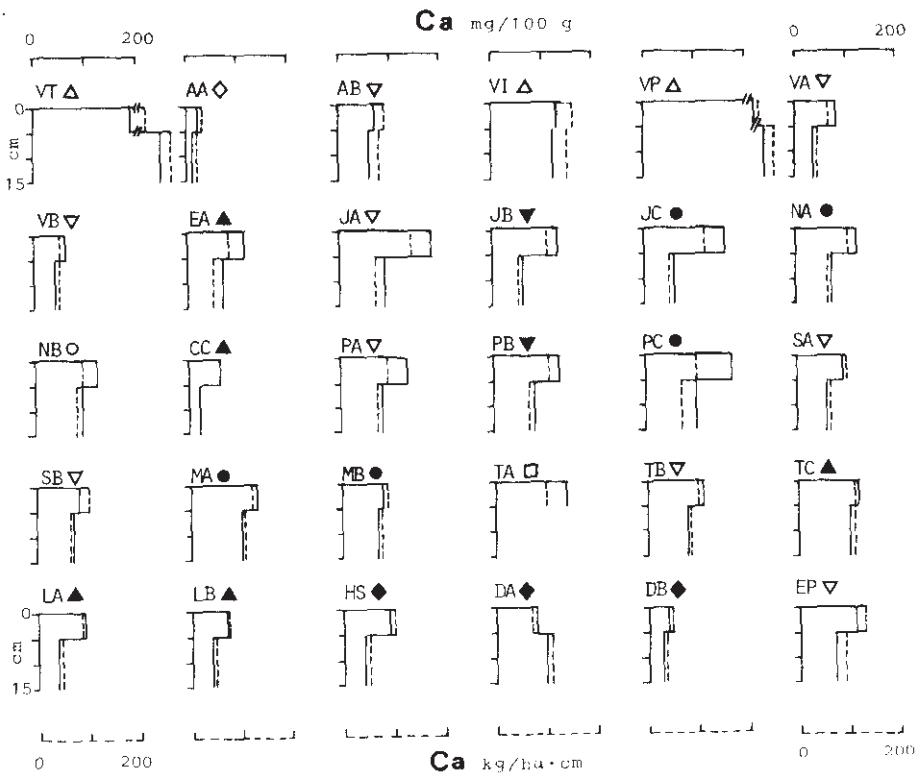 Ca mg/100 g
0 200 0 200
VT △ AA ◇ AB ▽ VI △ VP △ VA ▽
0
cm
15
VB ▽ EA ▲ JA ▽ JB ▼ JC ● NA ●
NB ○ CC ▲ PA ▽ PB ▼ PC ● SA ▽
SB ▽ MA ● MB ● TA □ TB ▽ TC ▲
LA ▲ LB ▲ HS ◆ DA ◆ DB ◆ EP ▽
0
cm
15
0 200 0 200
Ca kg/ha·cm